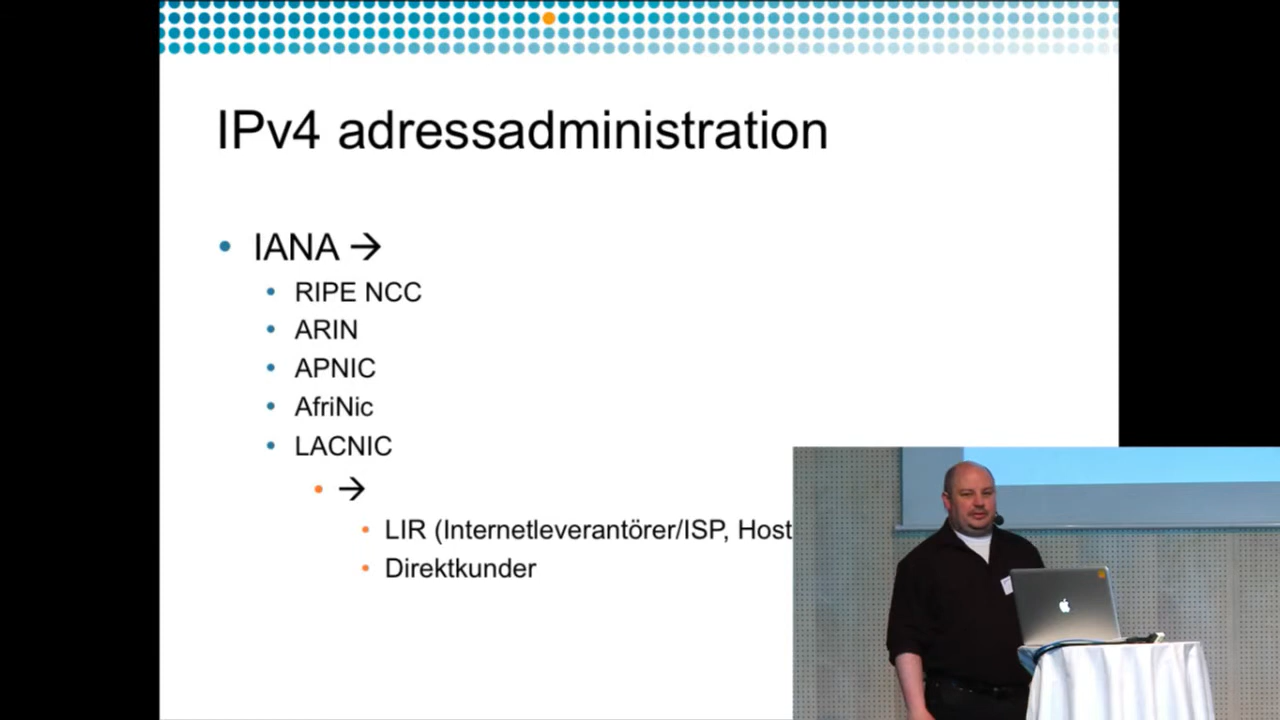 IPv4 adressadministration
IANA →
RIPE NCC
ARIN
APNIC
AfriNic
LACNIC
→
LIR (Internetleverantörer/ISP, Host
Direktkunder